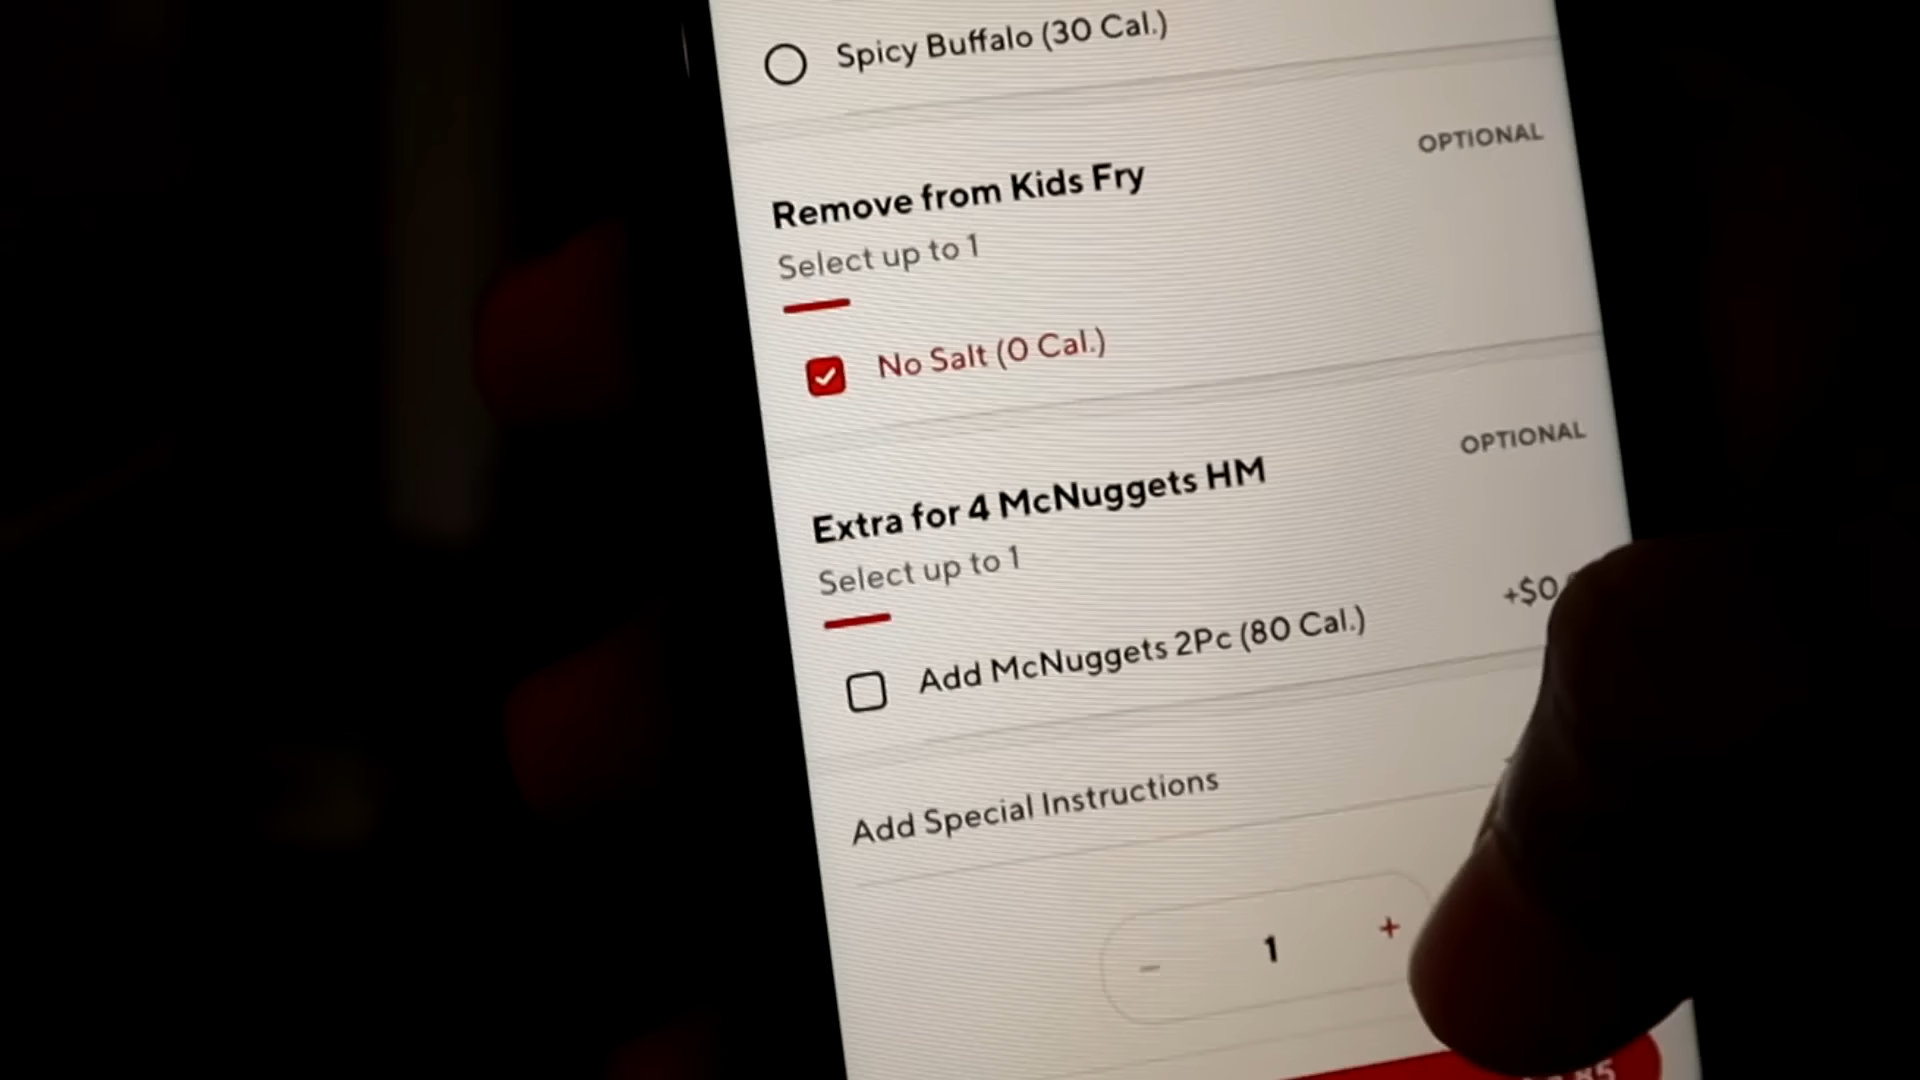 Spicy Buffalo (30 Cal.)
OPTIONAL
Remove from Kids Fry
Select up to 1
No Salt (0 Cal.)
OPTIONAL
Extra for 4 McNuggets HM
Select up to 1
Add McNuggets 2Pc (80 Cal.)
+$0
Add Special Instructions
− 1 +